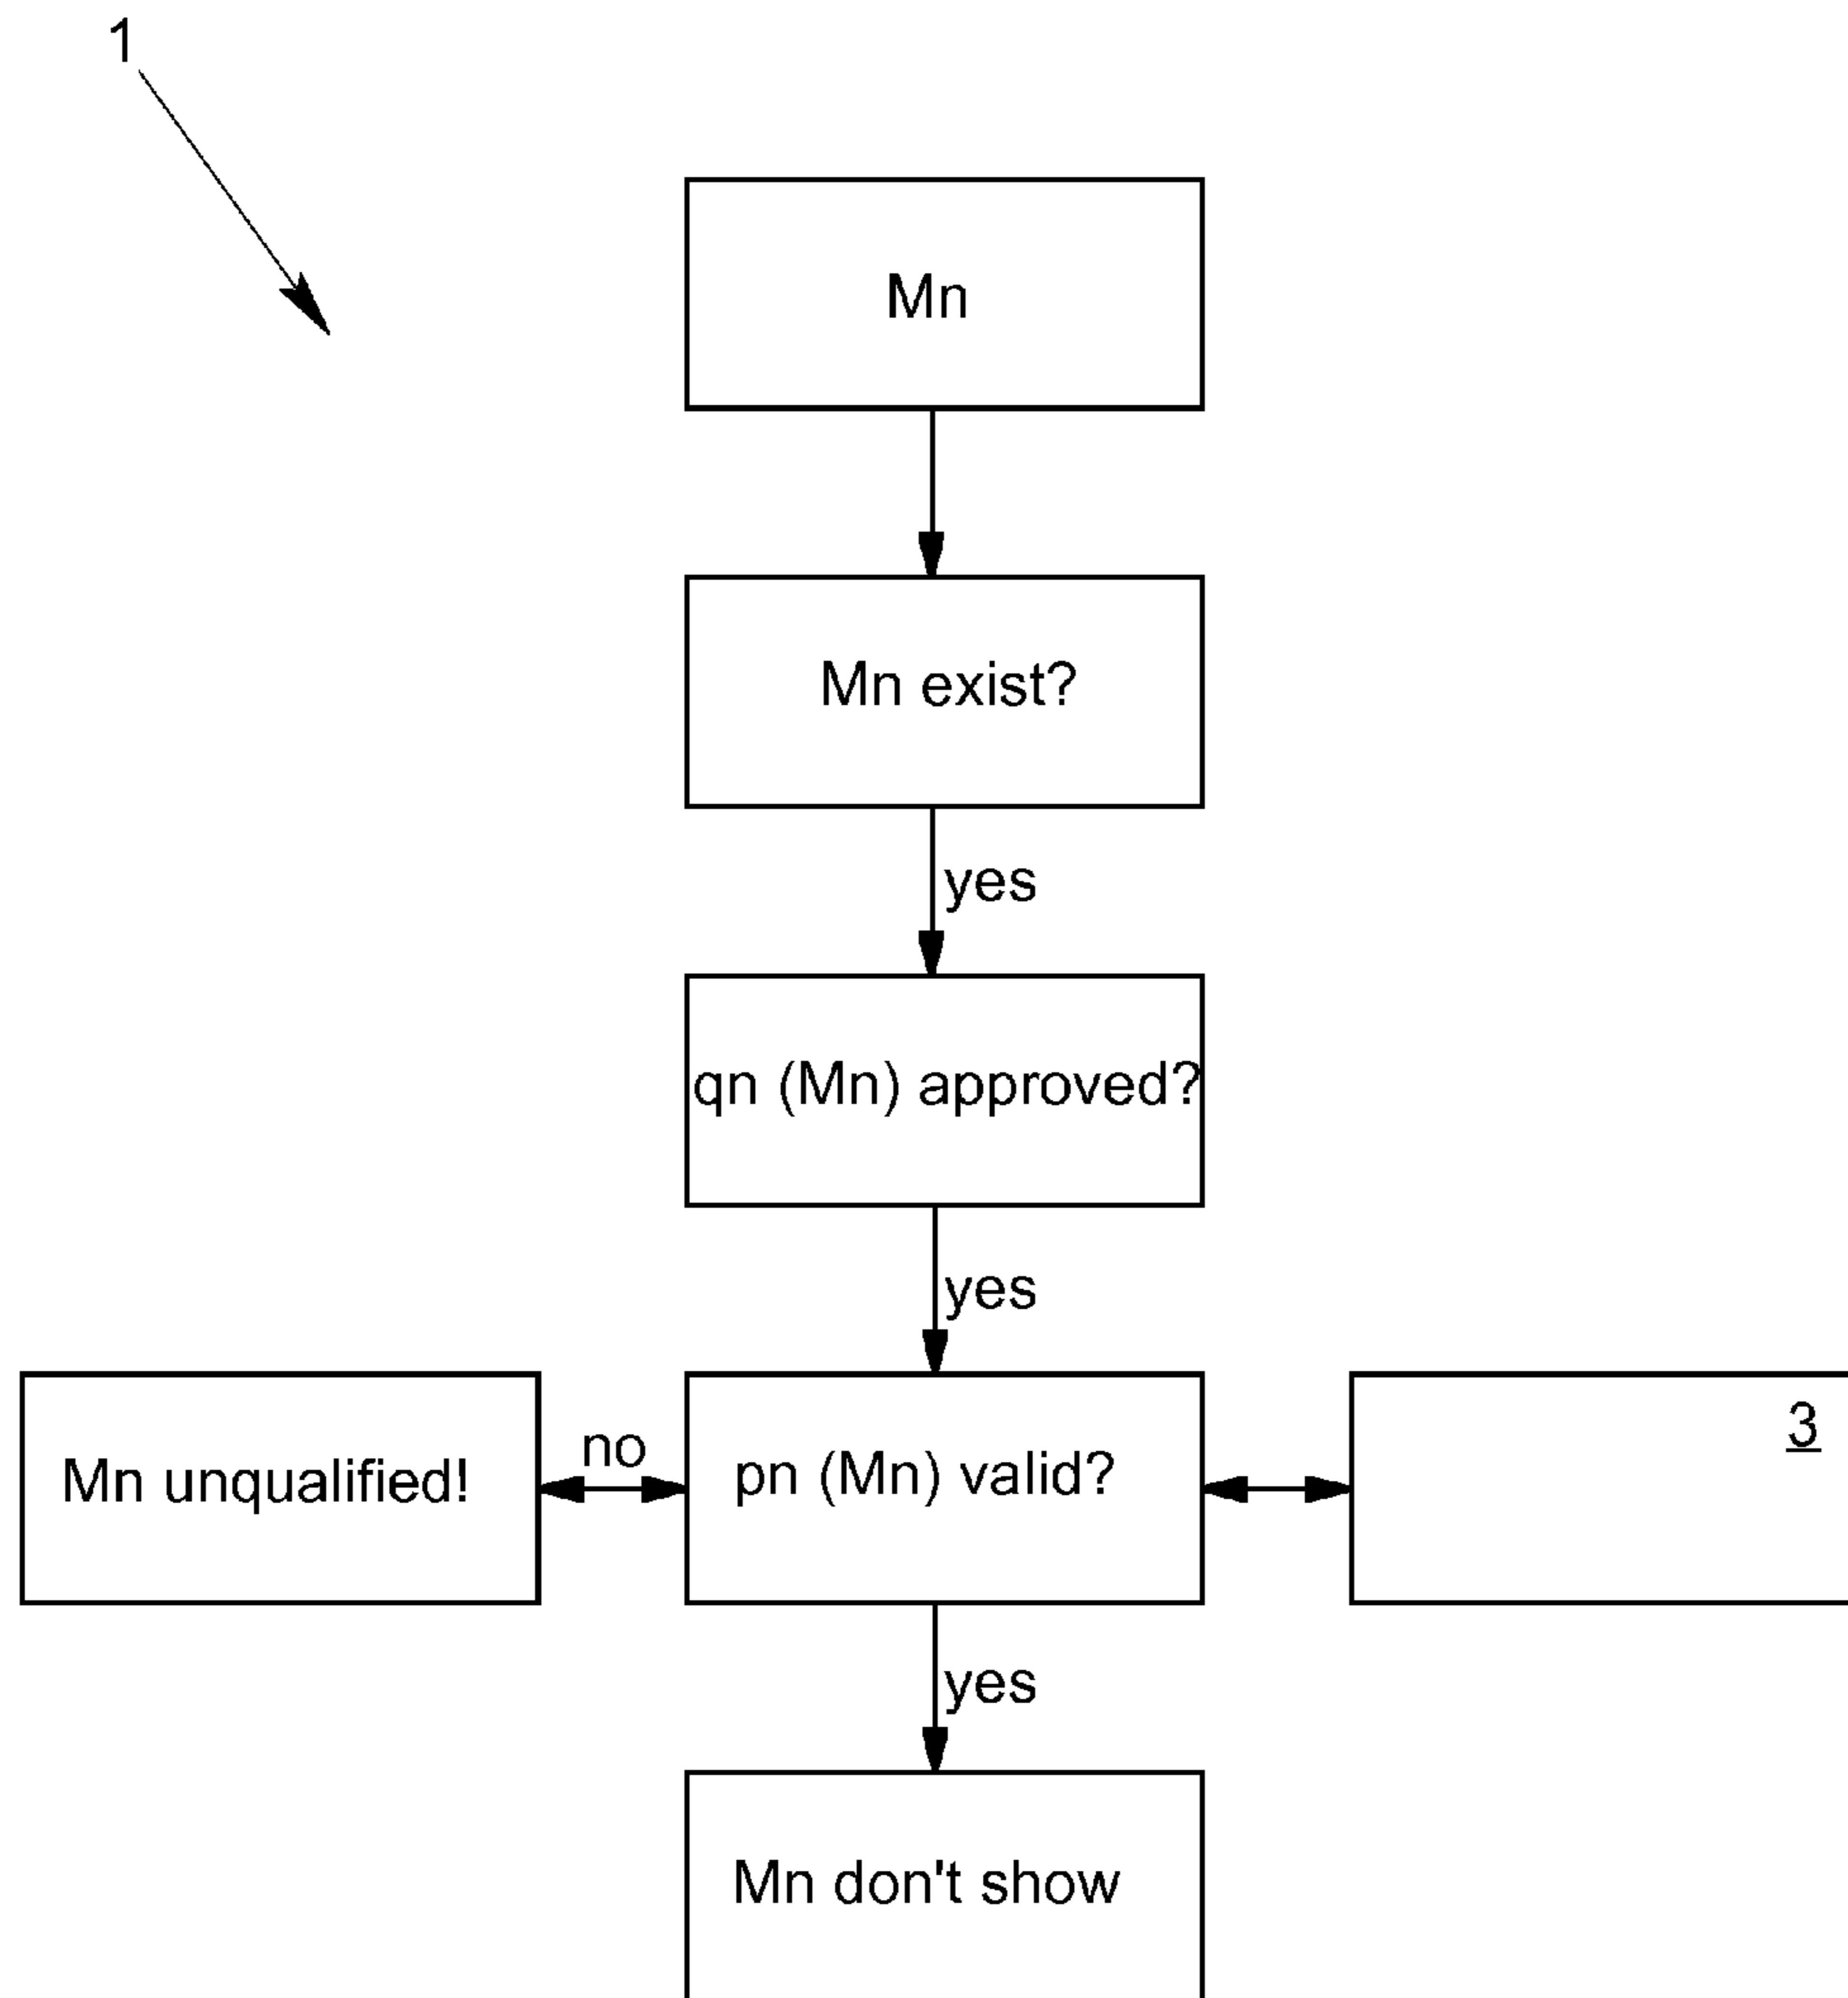 1
Mn
Mn exist?
yes
qn (Mn) approved?
yes
Mn unqualified!
no
pn (Mn) valid?
3
yes
Mn don't show